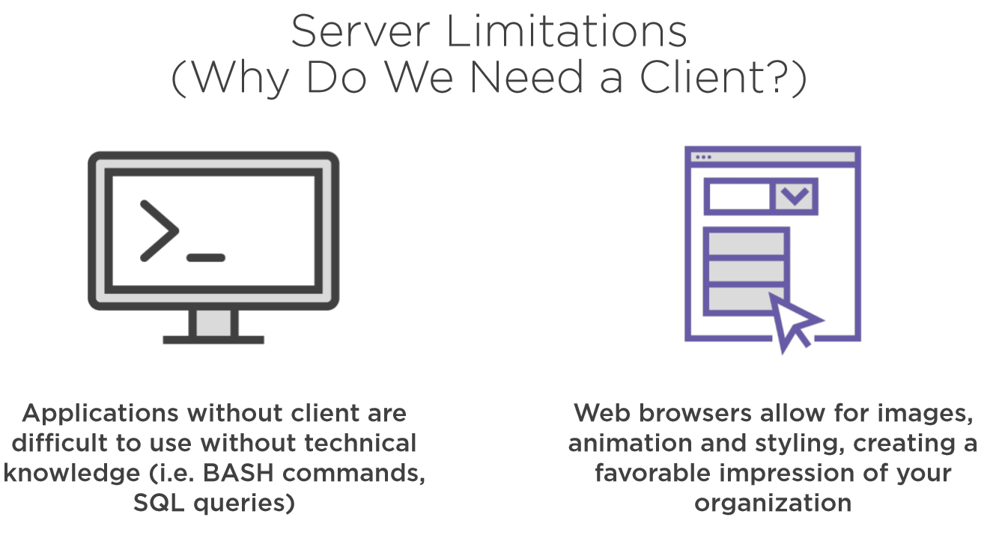 Server Limitations
(Why Do We Need a Client?)
Applications without client are
difficult to use without technical
knowledge (i.e. BASH commands,
SQL queries)
Web browsers allow for images,
animation and styling, creating a
favorable impression of your
organization